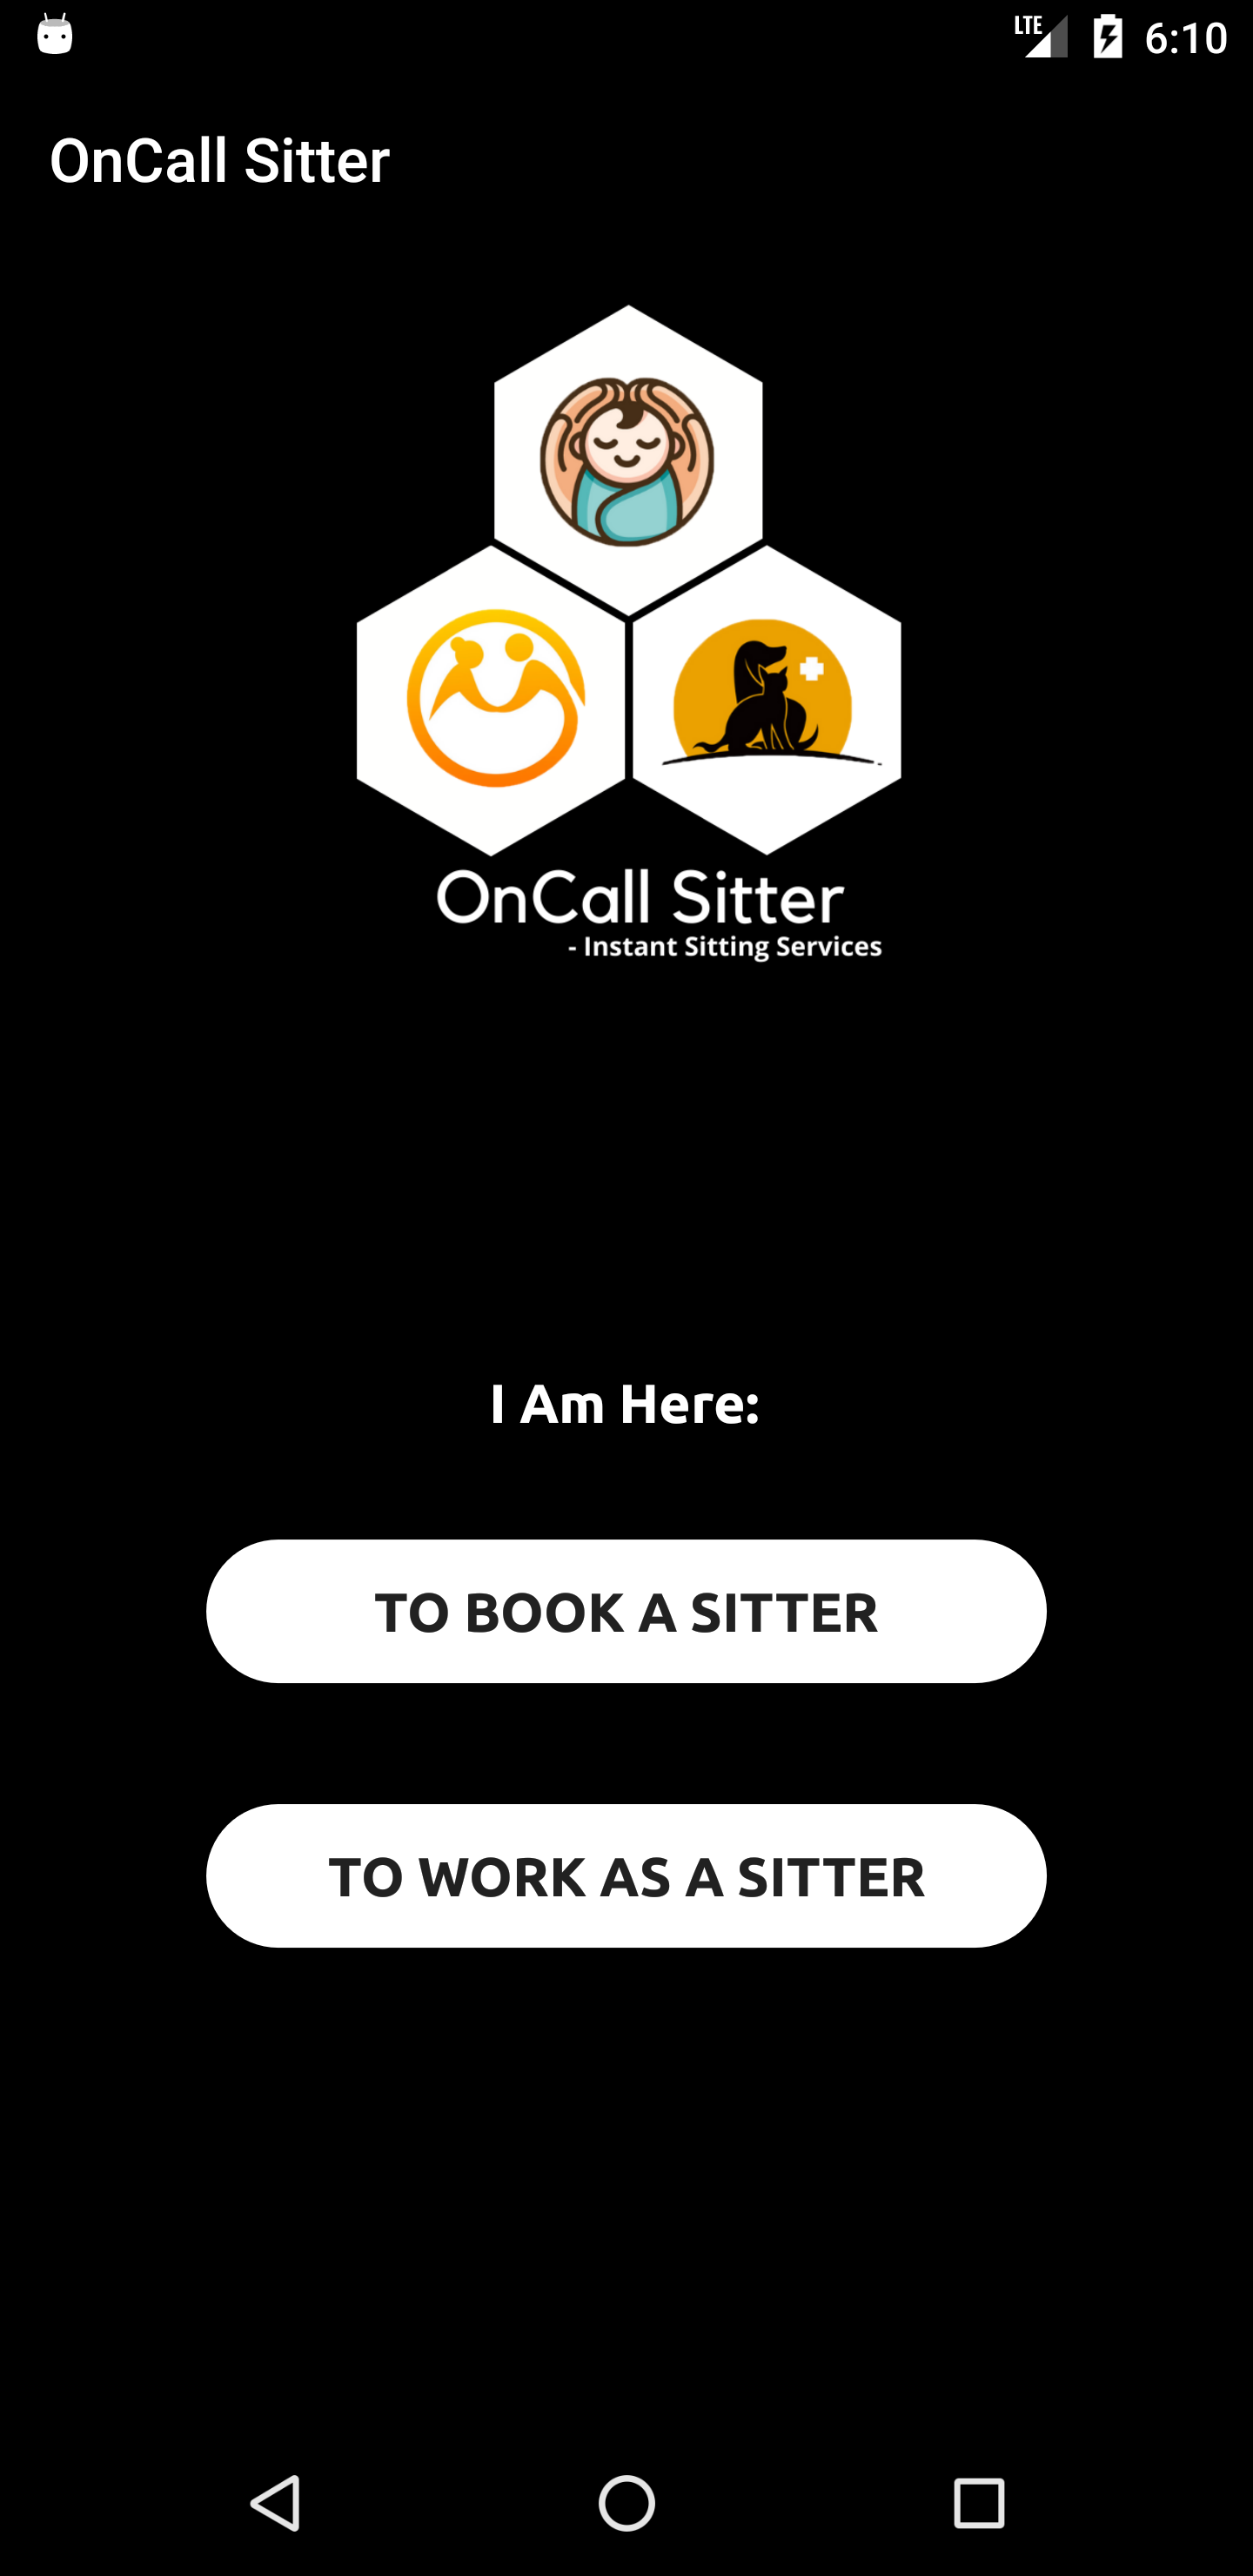 LTE 6:10
OnCall Sitter
OnCall Sitter
- Instant Sitting Services
I Am Here:
TO BOOK A SITTER
TO WORK AS A SITTER